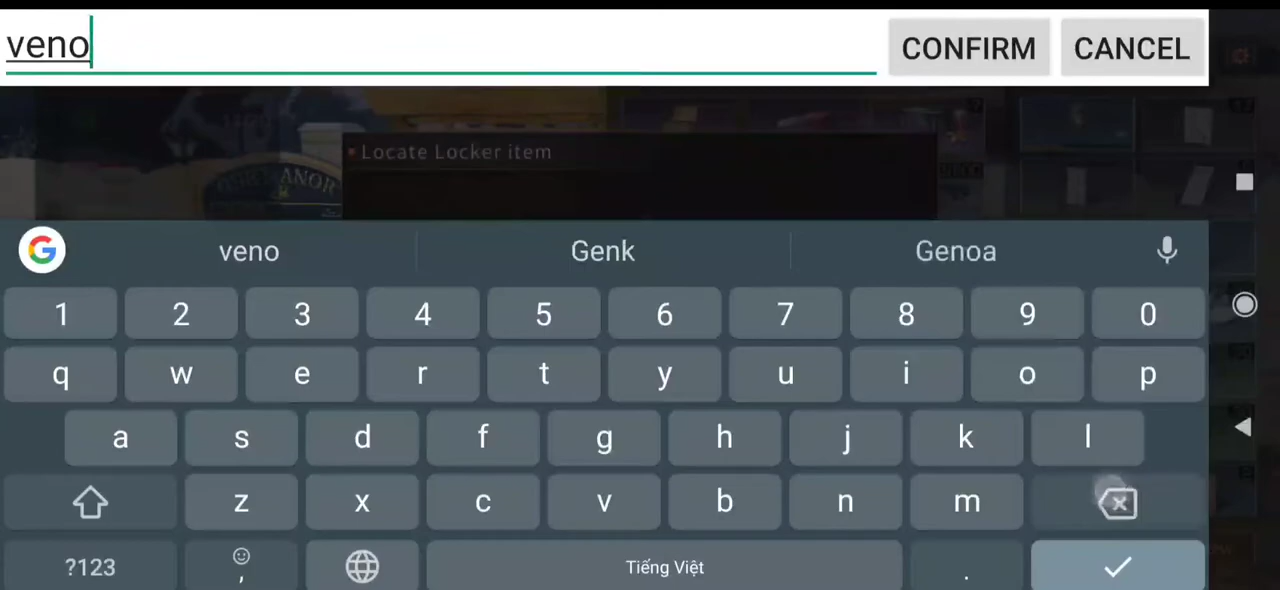 veno
CONFIRM
CANCEL
Locate Locker item
ANOR
veno
Genk
Genoa
1 2 3 4 5 6 7 8 9 0
q w e r t y u i o p
a s d f g h j k l
z x c v b n m
?123
,
Tiếng Việt
.